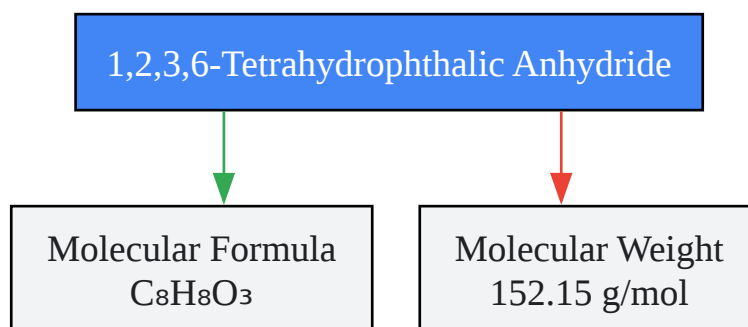 1,2,3,6-Tetrahydrophthalic Anhydride
Molecular Formula
C₈H₈O₃
Molecular Weight
152.15 g/mol